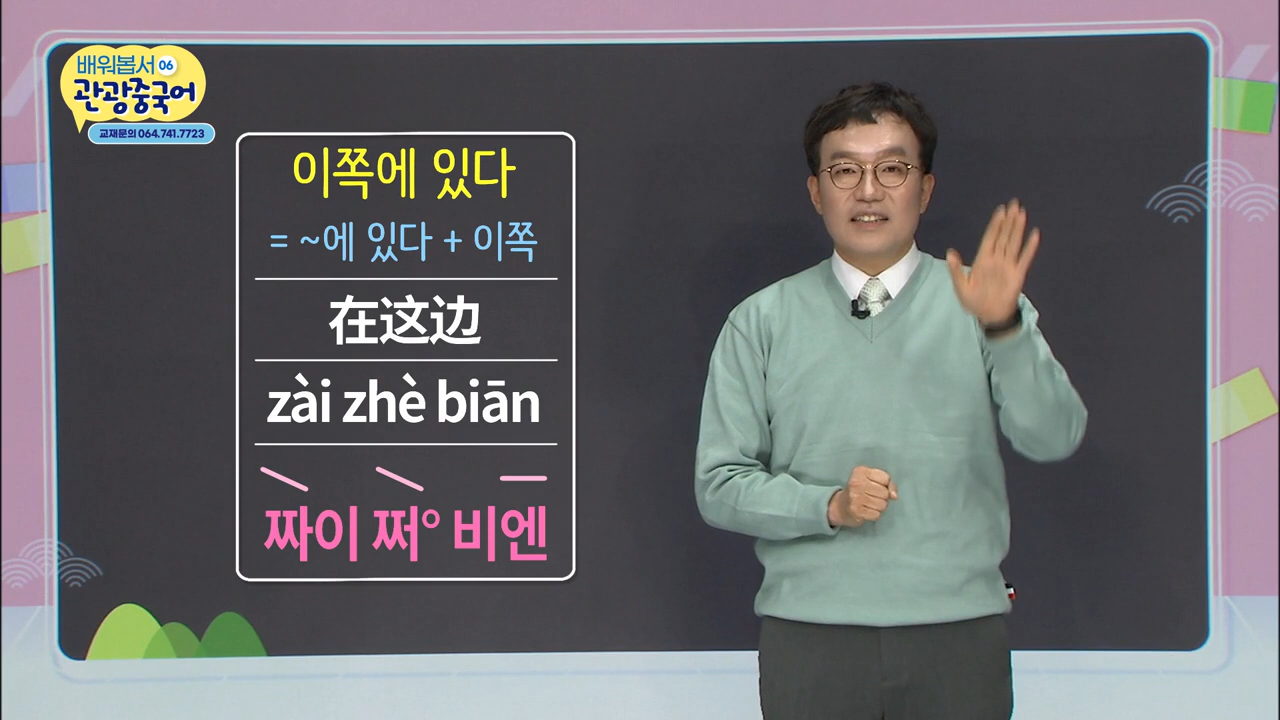 배워봅서 06
관광중국어
교재문의 064.741.7723
이쪽에 있다
= ~에 있다 + 이쪽
在这边
zài zhè biān
짜이 쩌° 비엔